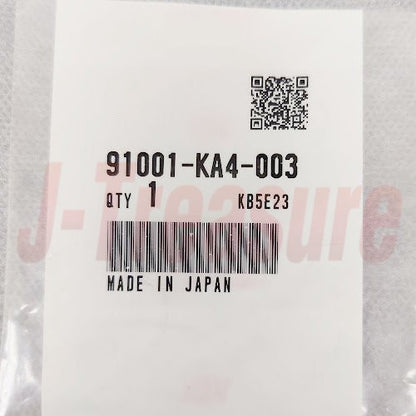 91001-KA4-003
QTY 1 KB5E23
MADE IN JAPAN
J-Treasure